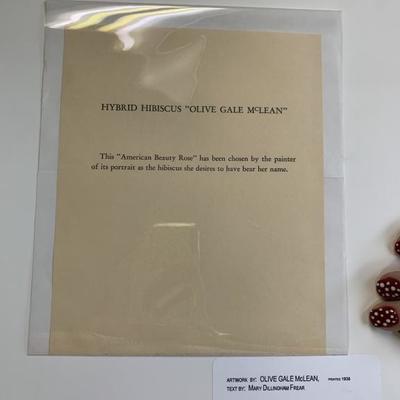 HYBRID HIBISCUS "OLIVE GALE McLEAN"
This "American Beauty Rose" has been chosen by the painter
of its portrait as the hibiscus she desires to have bear her name.
ARTWORK BY: OLIVE GALE McLEAN, PRINTED 1938
TEXT BY: MARY DILLINGHAM FREAR